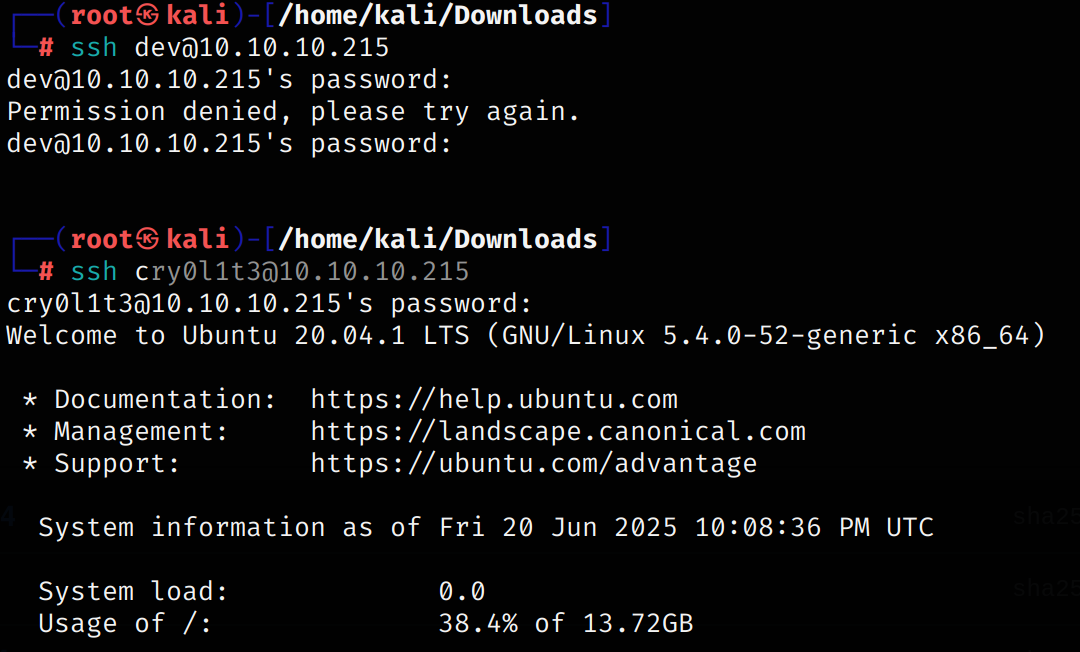 ┌──(root㉿kali)-[/home/kali/Downloads]
└─# ssh dev@10.10.10.215
dev@10.10.10.215's password:
Permission denied, please try again.
dev@10.10.10.215's password:
┌──(root㉿kali)-[/home/kali/Downloads]
└─# ssh cry0l1t3@10.10.10.215
cry0l1t3@10.10.10.215's password:
Welcome to Ubuntu 20.04.1 LTS (GNU/Linux 5.4.0-52-generic x86_64)
* Documentation: https://help.ubuntu.com
* Management: https://landscape.canonical.com
* Support: https://ubuntu.com/advantage
4
sha25
System information as of Fri 20 Jun 2025 10:08:36 PM UTC
sha25
System load: 0.0
Usage of /: 38.4% of 13.72GB